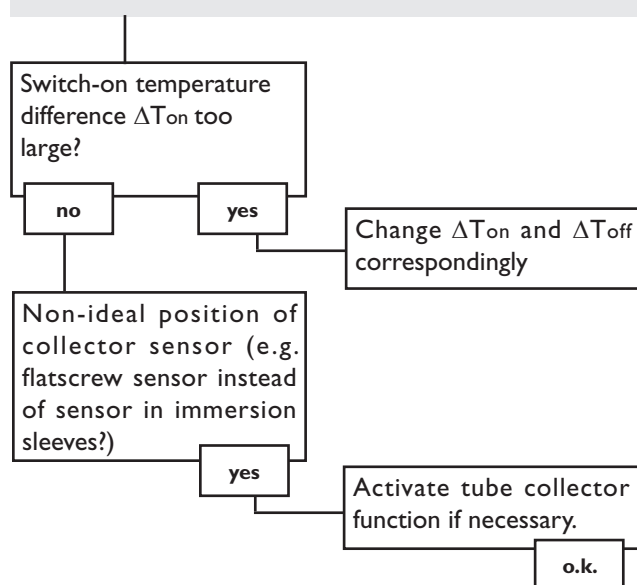 Switch-on temperature
difference ΔTon too
large?
no
yes
Change ΔTon and ΔToff
correspondingly
Non-ideal position of
collector sensor (e.g.
flatscrew sensor instead
of sensor in immersion
sleeves?)
yes
Activate tube collector
function if necessary.
o.k.